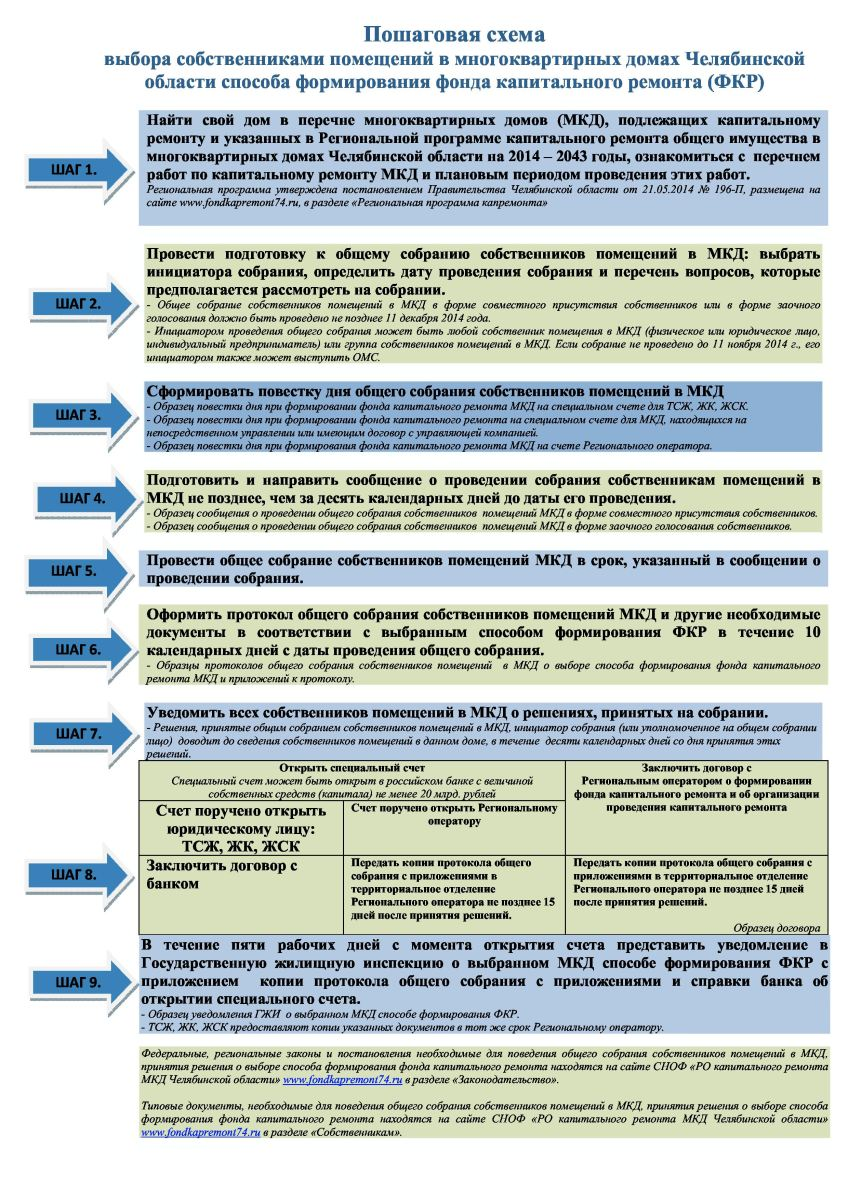 Пошаговая схема
выбора собственниками помещений в многоквартирных домах Челябинской
области способа формирования фонда капитального ремонта (ФКР)
ШАГ 1.
Найти свой дом в перечне многоквартирных домов (МКД), подлежащих капитальному
ремонту и указанных в Региональной программе капитального ремонта общего имущества в
многоквартирных домах Челябинской области на 2014 – 2043 годы, ознакомиться с перечнем
работ по капитальному ремонту МКД и плановым периодом проведения этих работ.
Региональная программа утверждена постановлением Правительства Челябинской области от 21.05.2014 № 196-П, размещена на
сайте www.fondkapremont74.ru, в разделе «Региональная программа капремонта»
ШАГ 2.
Провести подготовку к общему собранию собственников помещений в МКД: выбрать
инициатора собрания, определить дату проведения собрания и перечень вопросов, которые
предполагается рассмотреть на собрании.
- Общее собрание собственников помещений в МКД в форме совместного присутствия собственников или в форме заочного
голосования должно быть проведено не позднее 11 декабря 2014 года.
- Инициатором проведения общего собрания может быть любой собственник помещения в МКД (физическое или юридическое лицо,
индивидуальный предприниматель) или группа собственников помещений в МКД. Если собрание не проведено до 11 ноября 2014 г., его
инициатором также может выступить ОМС.
ШАГ 3.
Сформировать повестку дня общего собрания собственников помещений в МКД
- Образец повестки дня при формировании фонда капитального ремонта МКД на специальном счете для ТСЖ, ЖК, ЖСК.
- Образец повестки дня при формирования фонда капитального ремонта на специальном счете для МКД, находящихся на
непосредственном управлении или имеющим договор с управляющей компанией.
- Образец повестки дня при формирования фонда капитального ремонта МКД на счете Регионального оператора.
ШАГ 4.
Подготовить и направить сообщение о проведении собрания собственникам помещений в
МКД не позднее, чем за десять календарных дней до даты его проведения.
- Образец сообщения о проведении общего собрания собственников помещений МКД в форме совместного присутствия собственников.
- Образец сообщения о проведении общего собрания собственников помещений МКД в форме заочного голосования собственников.
ШАГ 5.
Провести общее собрание собственников помещений МКД в срок, указанный в сообщении о
проведении собрания.
ШАГ 6.
Оформить протокол общего собрания собственников помещений МКД и другие необходимые
документы в соответствии с выбранным способом формирования ФКР в течение 10
календарных дней с даты проведения общего собрания.
- Образцы протоколов общего собрания собственников помещений в МКД о выборе способа формирования фонда капитального
ремонта МКД и приложений к протоколу.
ШАГ 7.
Уведомить всех собственников помещений в МКД о решениях, принятых на собрании.
- Решения, принятые общим собранием собственников помещений в МКД, инициатор собрания (или уполномоченное на общем собрании
лицо) доводит до сведения собственников помещений в данном доме, в течение десяти календарных дней со дня принятия этих
решений.
ШАГ 8.
Открыть специальный счет
Специальный счет может быть открыт в российском банке с величиной
собственных средств (капитала) не менее 20 млрд. рублей
Заключить договор с
Региональным оператором о формировании
фонда капитального ремонта и об организации
проведения капитального ремонта
Счет поручено открыть
юридическому лицу:
ТСЖ, ЖК, ЖСК
Счет поручено открыть Региональному
оператору
Заключить договор с
банком
Передать копии протокола общего
собрания с приложениями в
территориальное отделение
Регионального оператора не позднее 15
дней после принятия решений.
Передать копии протокола общего собрания с
приложениями в территориальное отделение
Регионального оператора не позднее 15 дней
после принятия решений.
Образец договора
ШАГ 9.
В течение пяти рабочих дней с момента открытия счета представить уведомление в
Государственную жилищную инспекцию о выбранном МКД способе формирования ФКР с
приложением копии протокола общего собрания с приложениями и справки банка об
открытии специального счета.
- Образец уведомления ГЖИ о выбранном МКД способе формирования ФКР.
- ТСЖ, ЖК, ЖСК предоставляют копии указанных документов в тот же срок Региональному оператору.
Федеральные, региональные законы и постановления необходимые для поведения общего собрания собственников помещений в МКД,
принятия решения о выборе способа формирования фонда капитального ремонта находятся на сайте СНОФ «РО капитального ремонта
МКД Челябинской области» www.fondkapremont74.ru в разделе «Законодательство».
Типовые документы, необходимые для поведения общего собрания собственников помещений в МКД, принятия решения о выборе способа
формирования фонда капитального ремонта находятся на сайте СНОФ «РО капитального ремонта МКД Челябинской области»
www.fondkapremont74.ru в разделе «Собственникам».